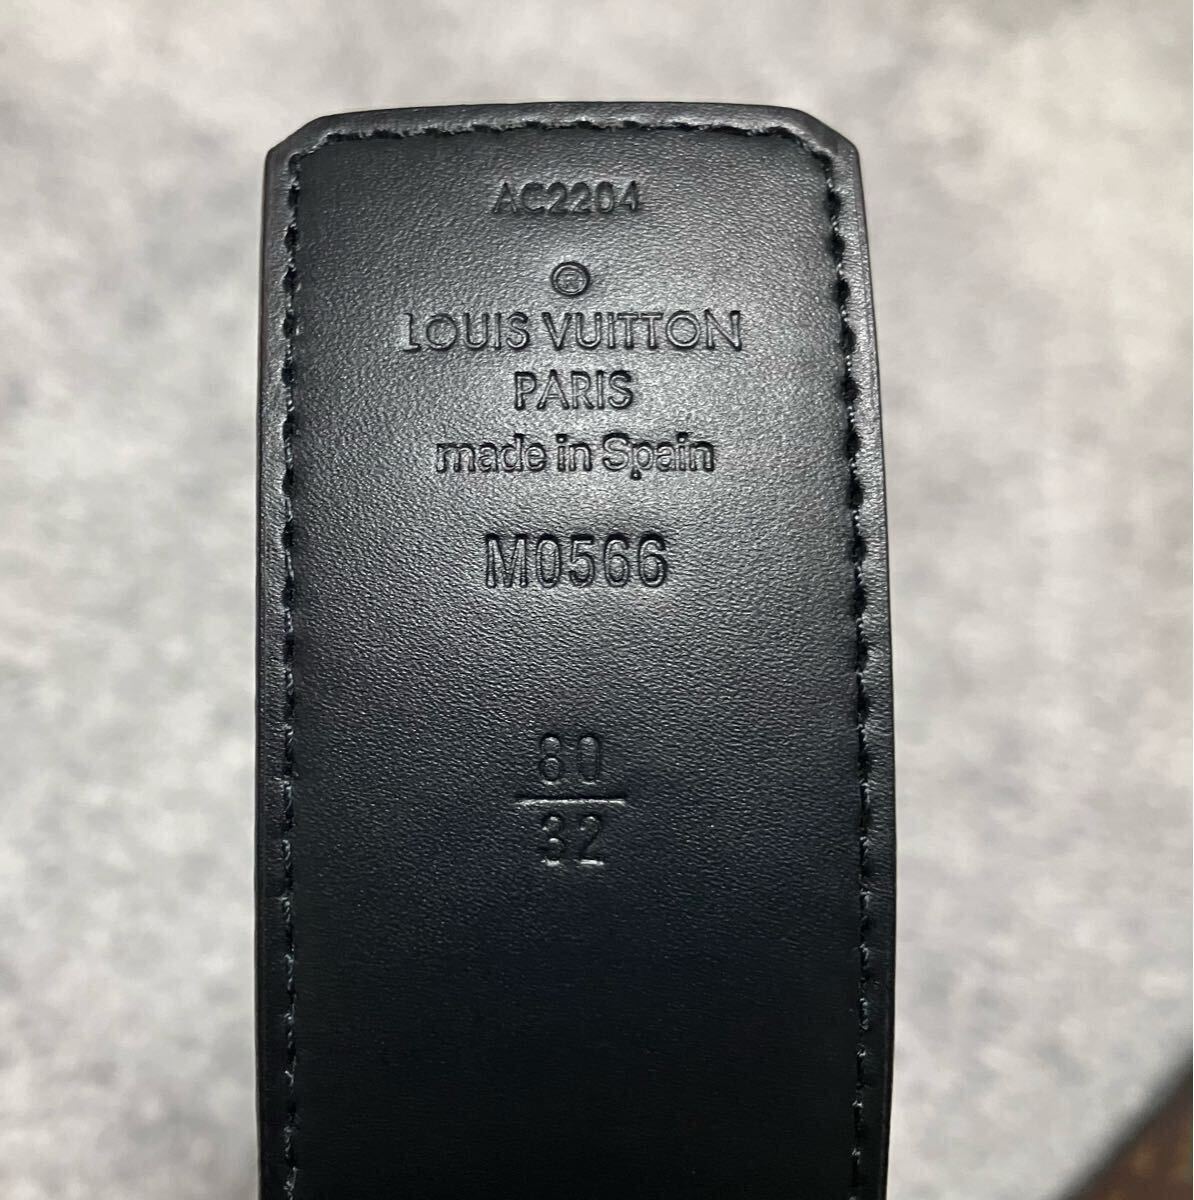 AC2204
®
LOUIS VUITTON
PARIS
made in Spain
M0566
80
32